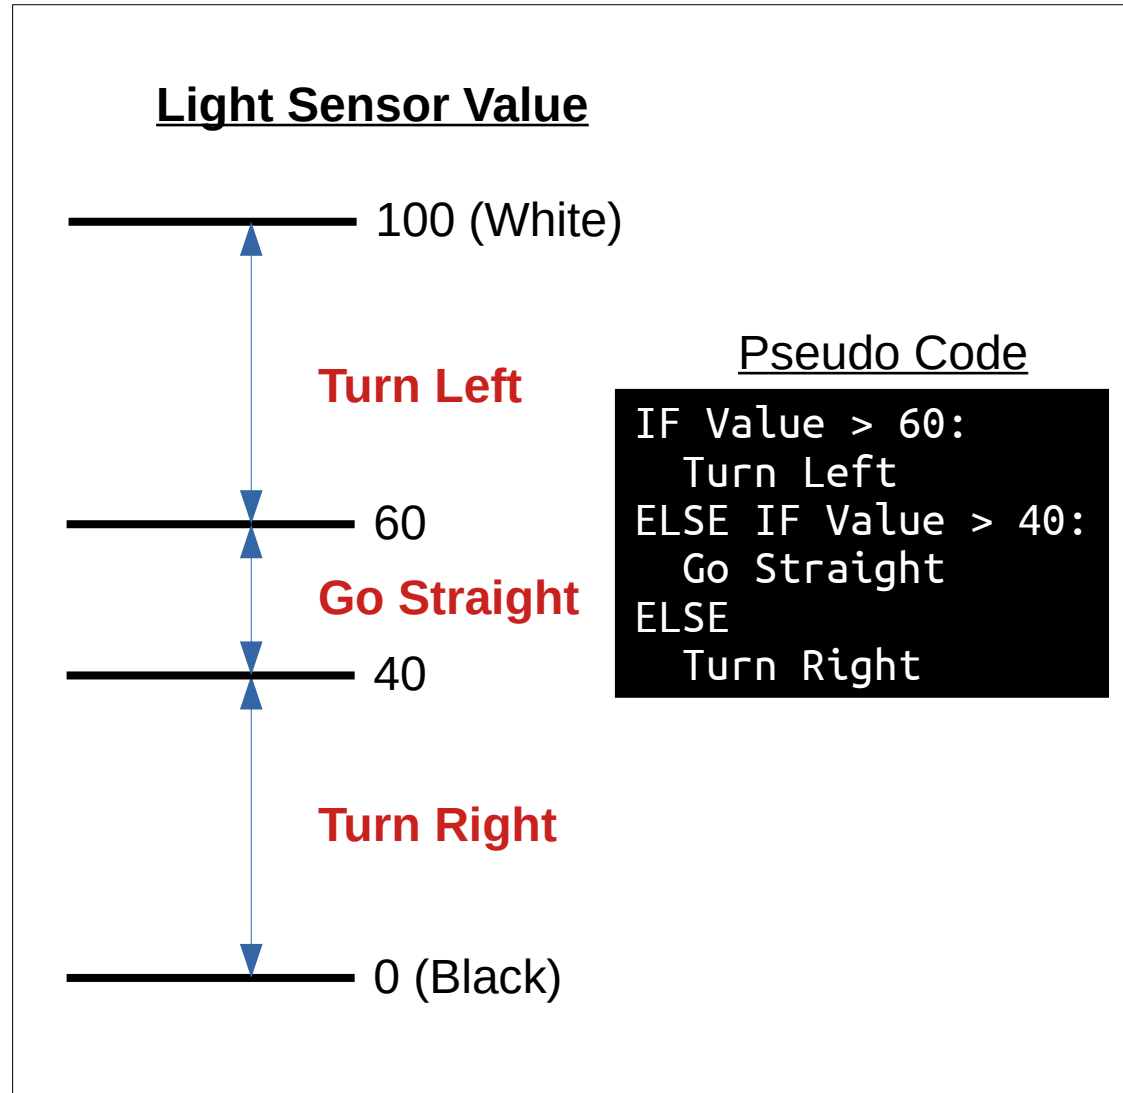 Light Sensor Value
100 (White)
Turn Left
60
Go Straight
40
Turn Right
0 (Black)
Pseudo Code
IF Value > 60:
  Turn Left
ELSE IF Value > 40:
  Go Straight
ELSE
  Turn Right